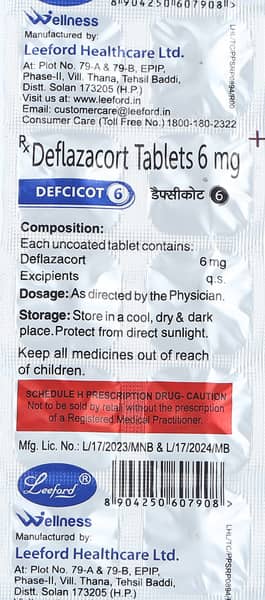 8 904250 607908 >
Wellness
Manufactured by:
Leeford Healthcare Ltd.
At: Plot No. 79-A & 79-B, EPIP,
Phase-II, Vill. Thana, Tehsil Baddi,
Distt. Solan 173205 (H.P.)
Visit us at: www.leeford.in
Email: customercare@leeford.in
Consumer Care (Toll Free No.) 1800-180-2322
Rx Deflazacort Tablets 6 mg
DEFCICOT 6 डैफ्सीकोट 6
Composition:
Each uncoated tablet contains:
Deflazacort 6 mg
Excipients q.s.
Dosage: As directed by the Physician.
Storage: Store in a cool, dry & dark
place. Protect from direct sunlight.
Keep all medicines out of reach
of children.
SCHEDULE H PRESCRIPTION DRUG- CAUTION
Not to be sold by retail without the prescription
of a Registered Medical Practitioner.
Mfg. Lic. No.: L/17/2023/MNB & L/17/2024/MB
Leeford ®
8 904250 607908 >
Wellness
Manufactured by:
Leeford Healthcare Ltd.
At: Plot No. 79-A & 79-B, EPIP,
Phase-II, Vill. Thana, Tehsil Baddi,
Distt. Solan 173205 (H.P.)